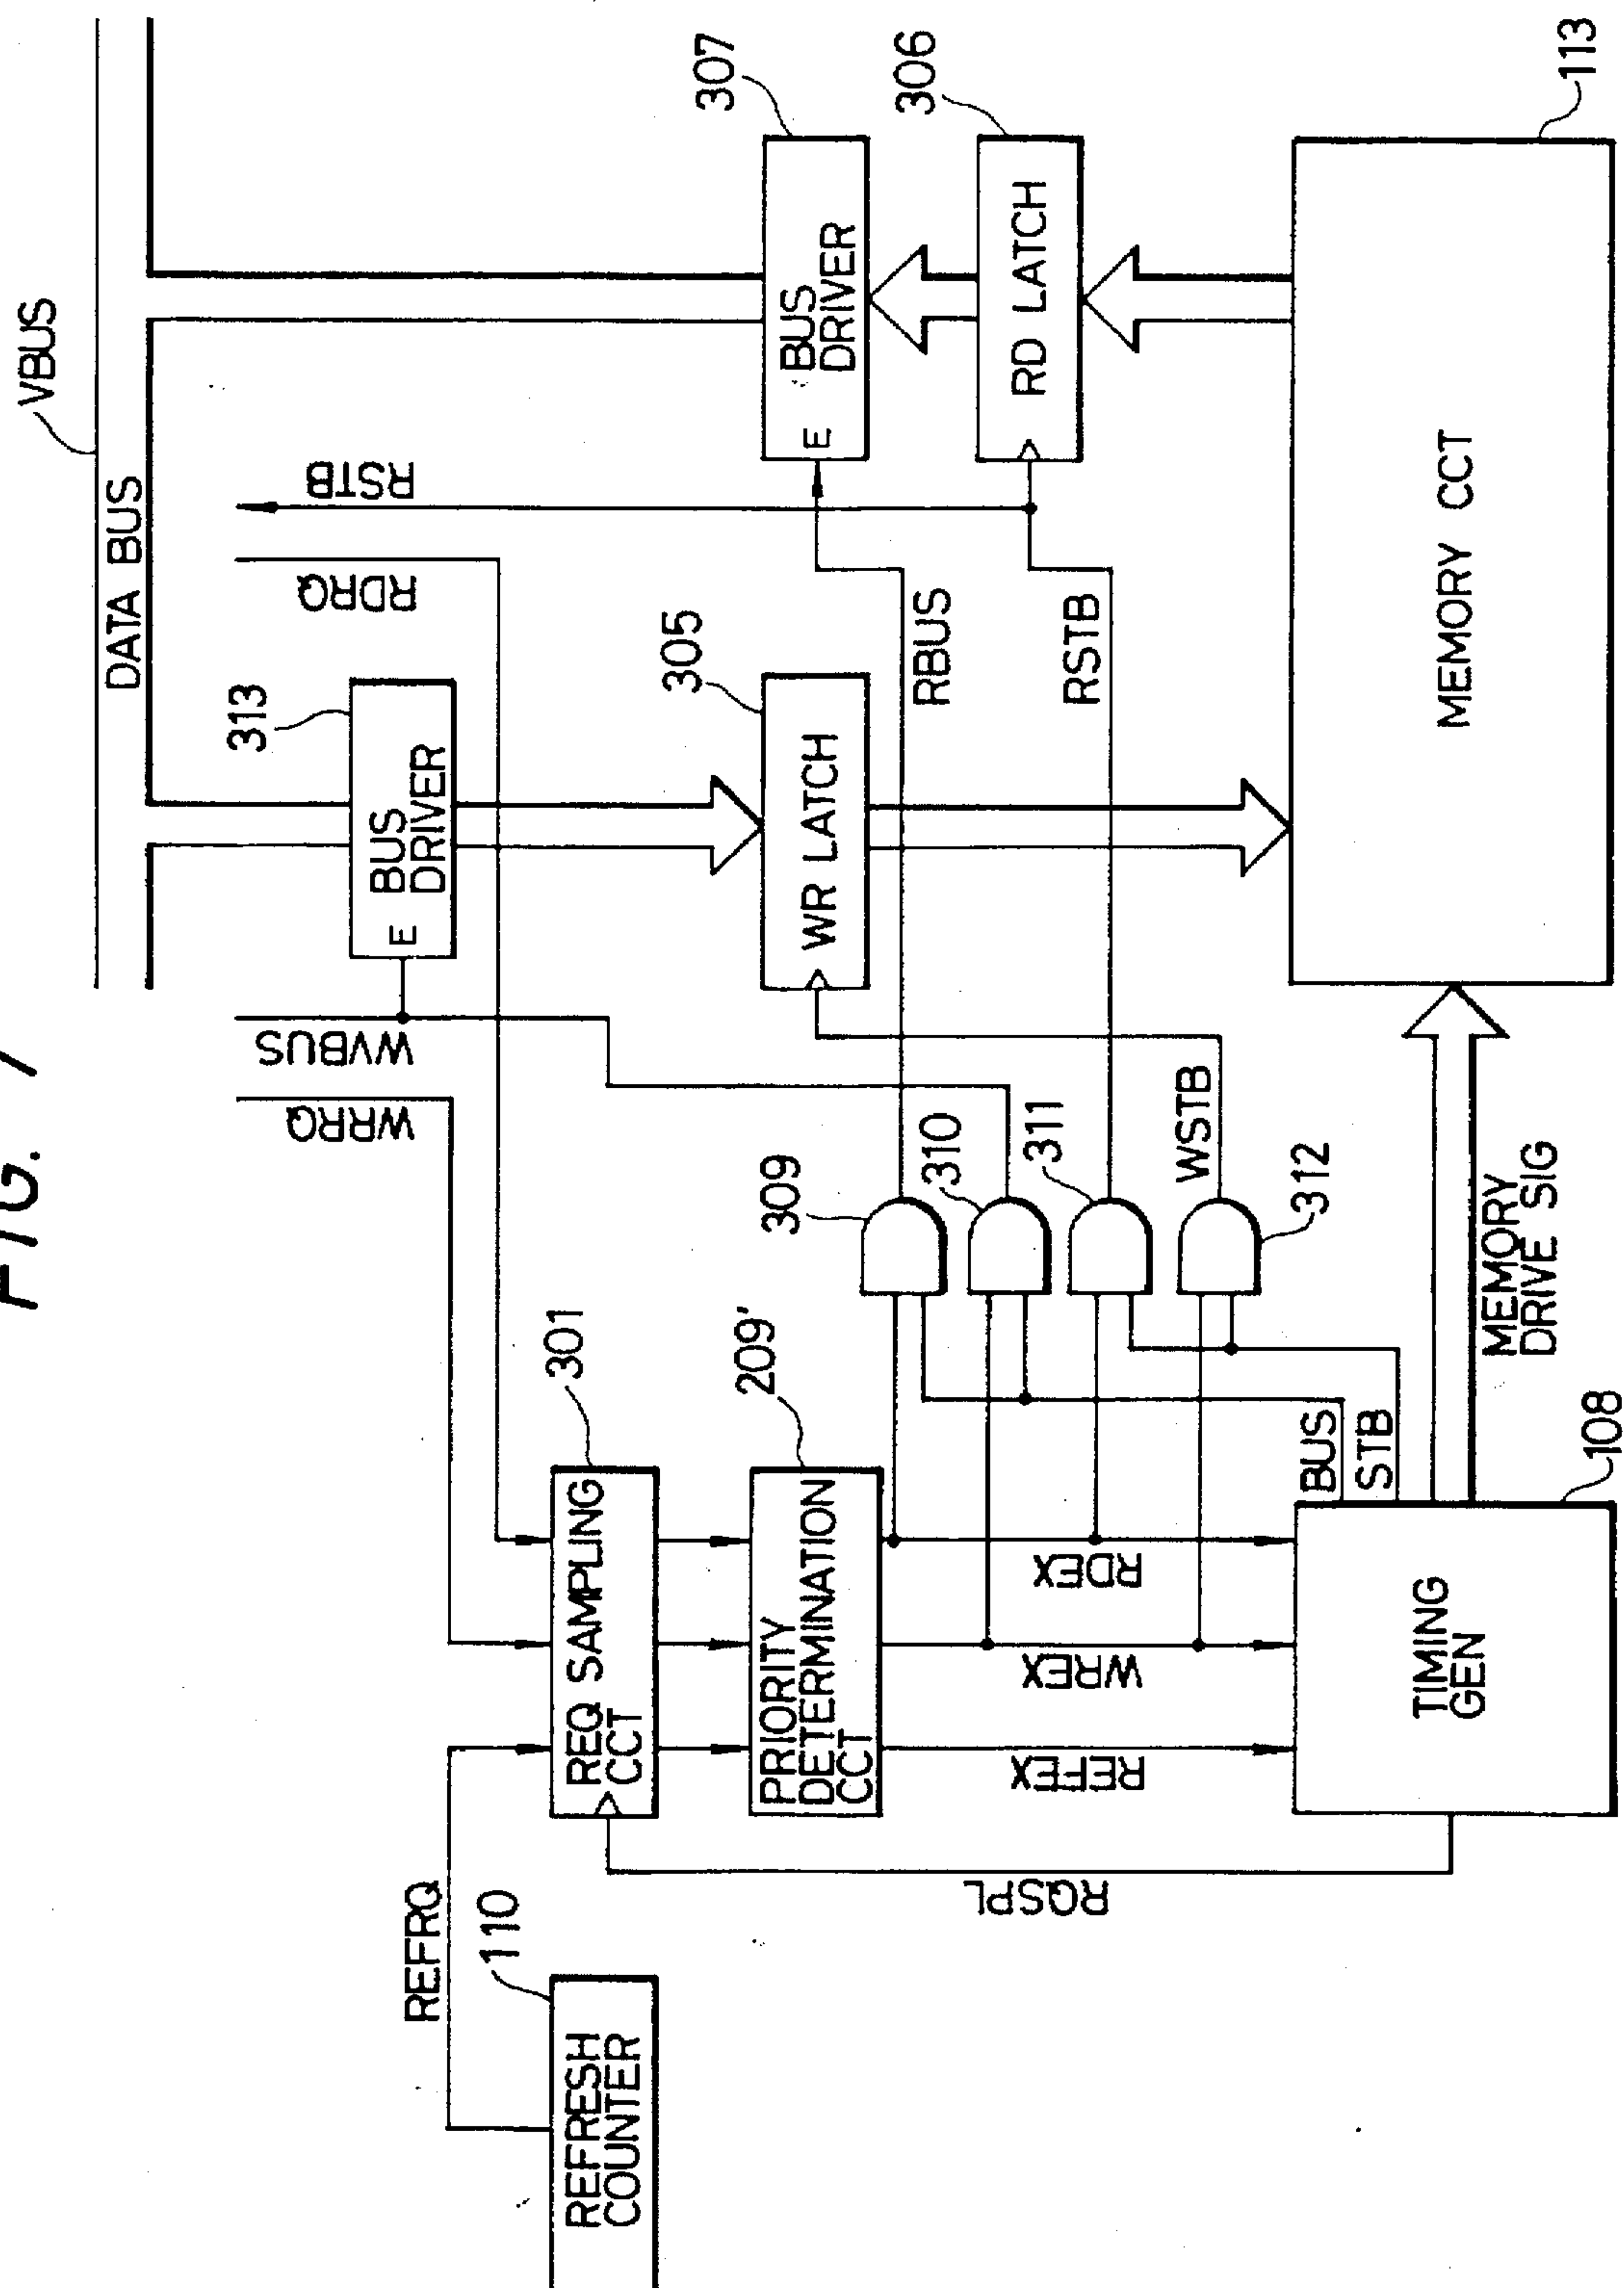 FIG. 7
VBUS
DATA BUS
REFRQ
WRRQ
WVBUS
RDRQ
RSTB
110
REFRESH
COUNTER
301
REQ SAMPLING
CCT
313
E BUS
DRIVER
209'
PRIORITY
DETERMINATION
CCT
305
WR LATCH
307
E BUS
DRIVER
306
RD LATCH
309
310
311
312
RBUS
RSTB
WSTB
RQSPL
REFEX
WREX
RDEX
BUS
STB
108
TIMING
GEN
MEMORY
DRIVE SIG
MEMORY CCT
113